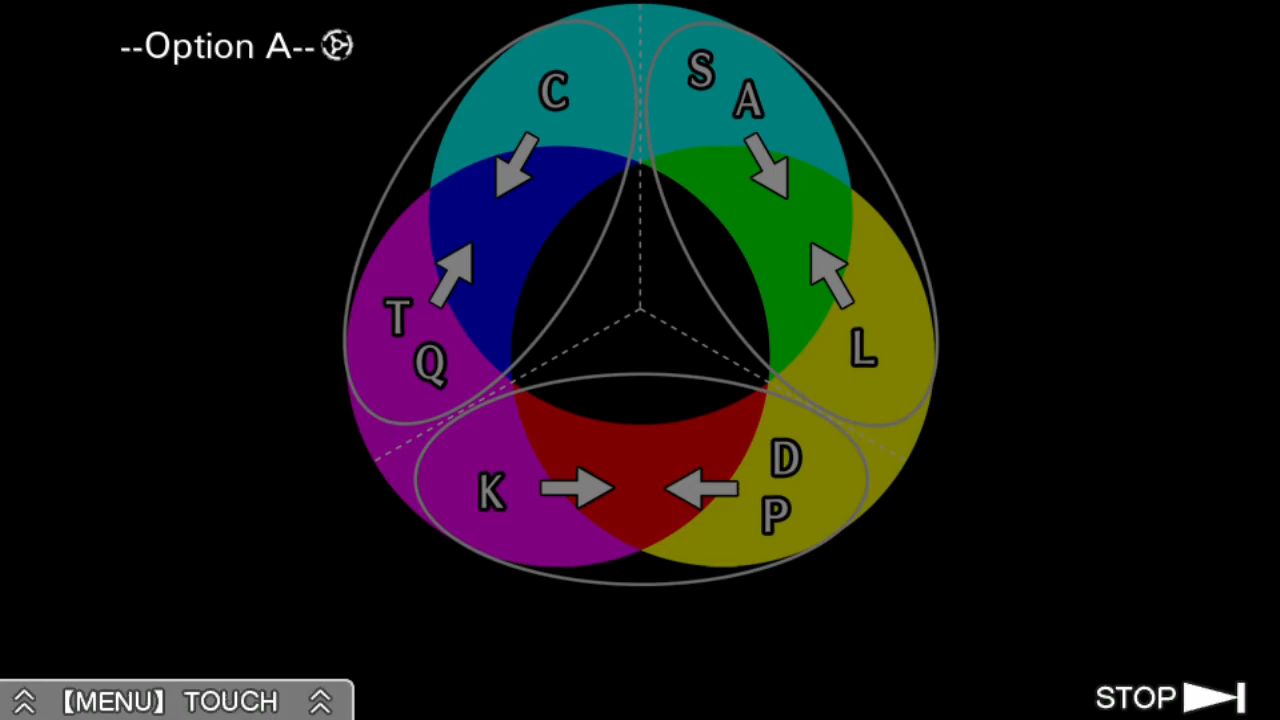 --Option A--
C
S
A
T
Q
L
K
D
P
【MENU】 TOUCH
STOP